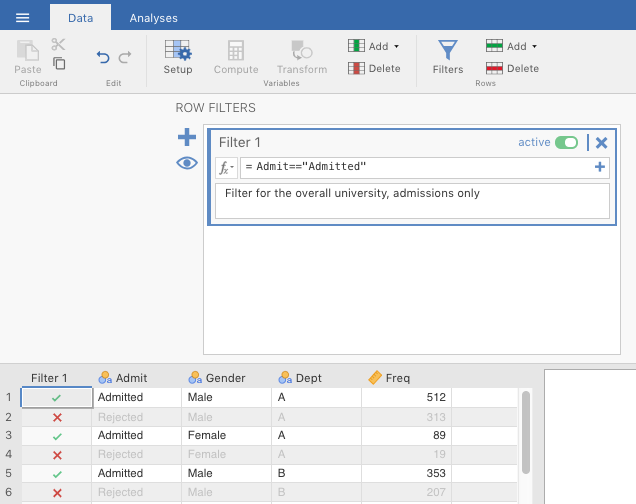 Data Analyses
Paste Setup Compute Transform Add Delete Filters Add Delete
Clipboard Edit Variables Rows
ROW FILTERS
Filter 1 active
fx = Admit=="Admitted"
Filter for the overall university, admissions only
Filter 1 Admit Gender Dept Freq
1 Admitted Male A 512
2 Rejected Male A 313
3 Admitted Female A 89
4 Rejected Female A 19
5 Admitted Male B 353
6 Rejected Male B 207